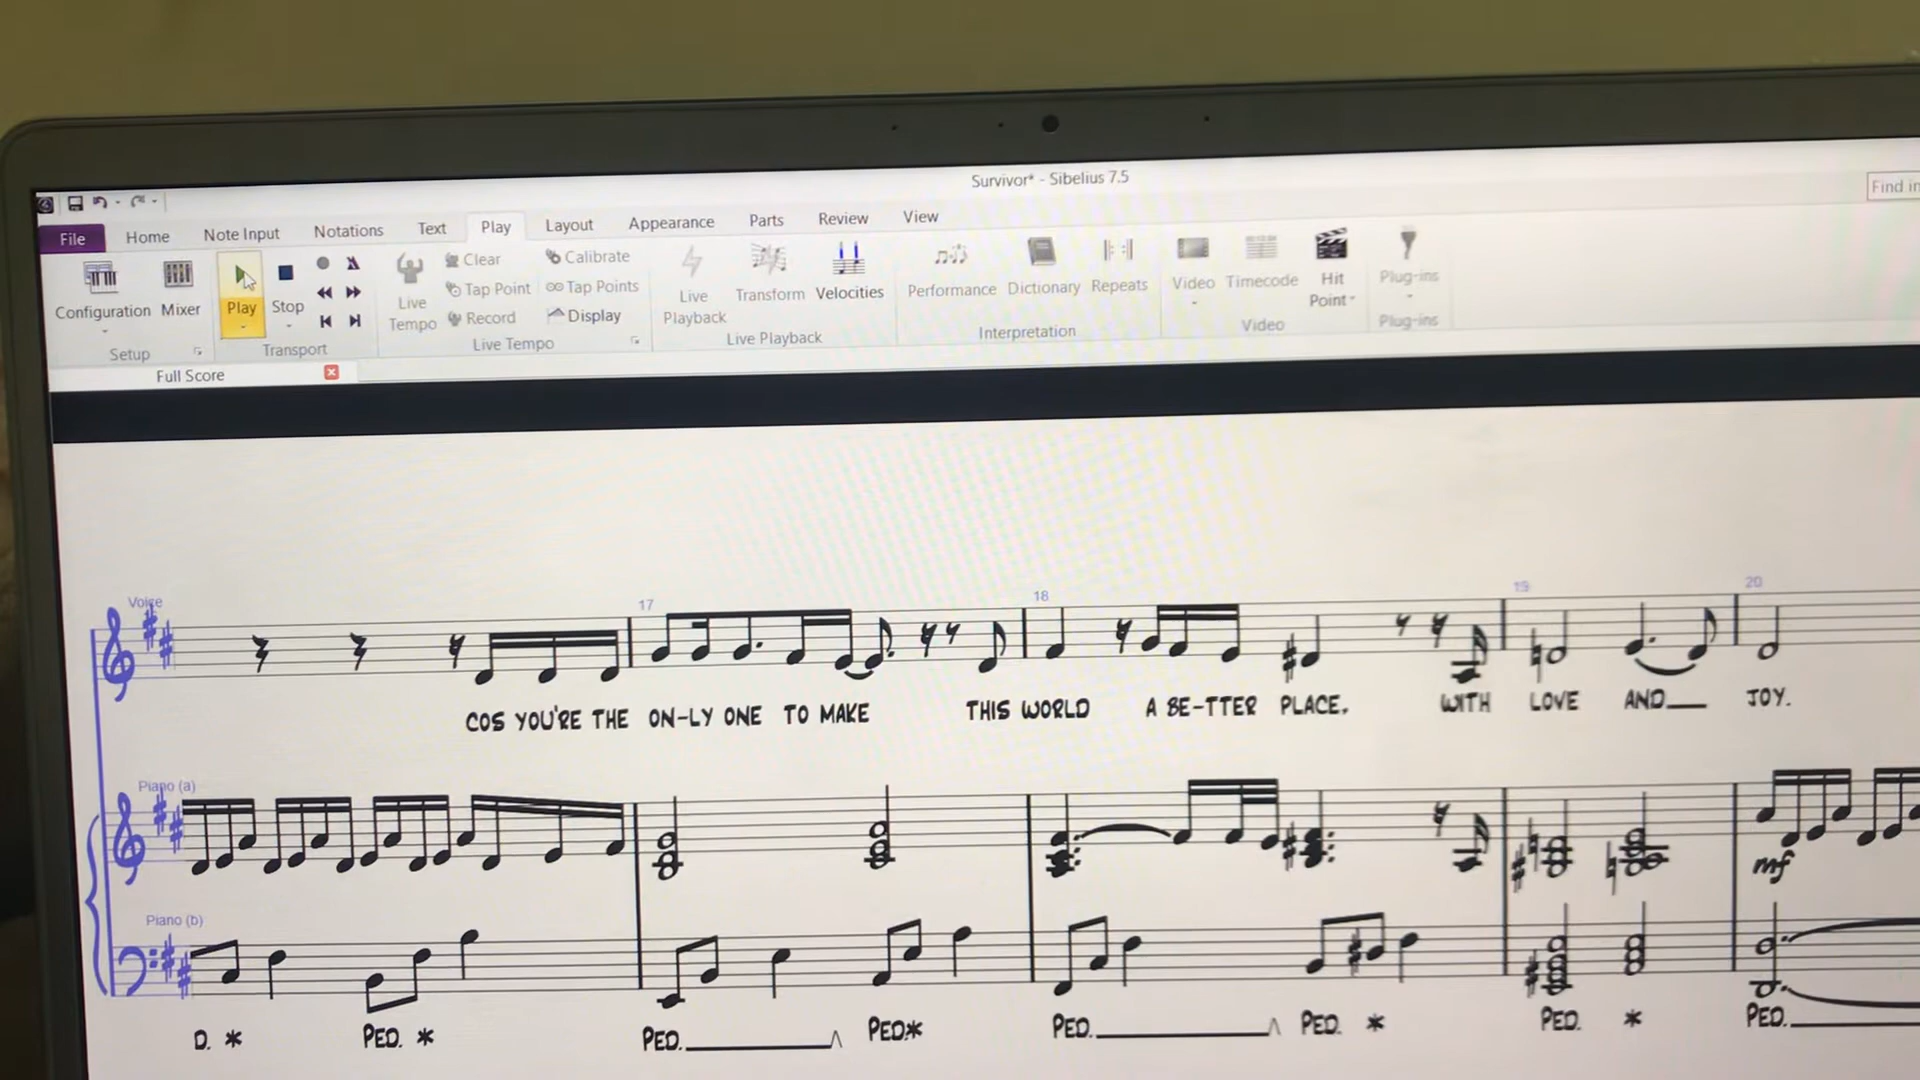 Survivor* - Sibelius 7.5
Find in
File Home Note Input Notations Text Play Layout Appearance Parts Review View
Configuration Mixer Play Stop
Setup Transport
Live Tempo
Clear Calibrate
Tap Point Tap Points
Record Display
Live Tempo
Live Playback Transform Velocities
Live Playback
Performance Dictionary Repeats
Interpretation
Video Timecode Hit Point
Video
Plug-ins
Plug-ins
Full Score
Voice 17 18 19 20
COS YOU'RE THE ON-LY ONE TO MAKE THIS WORLD A BE-TTER PLACE. WITH LOVE AND___ JOY.
Piano (a)
mf
Piano (b)
D. * PED. * PED. PED.* PED. PED. * PED. * PED.